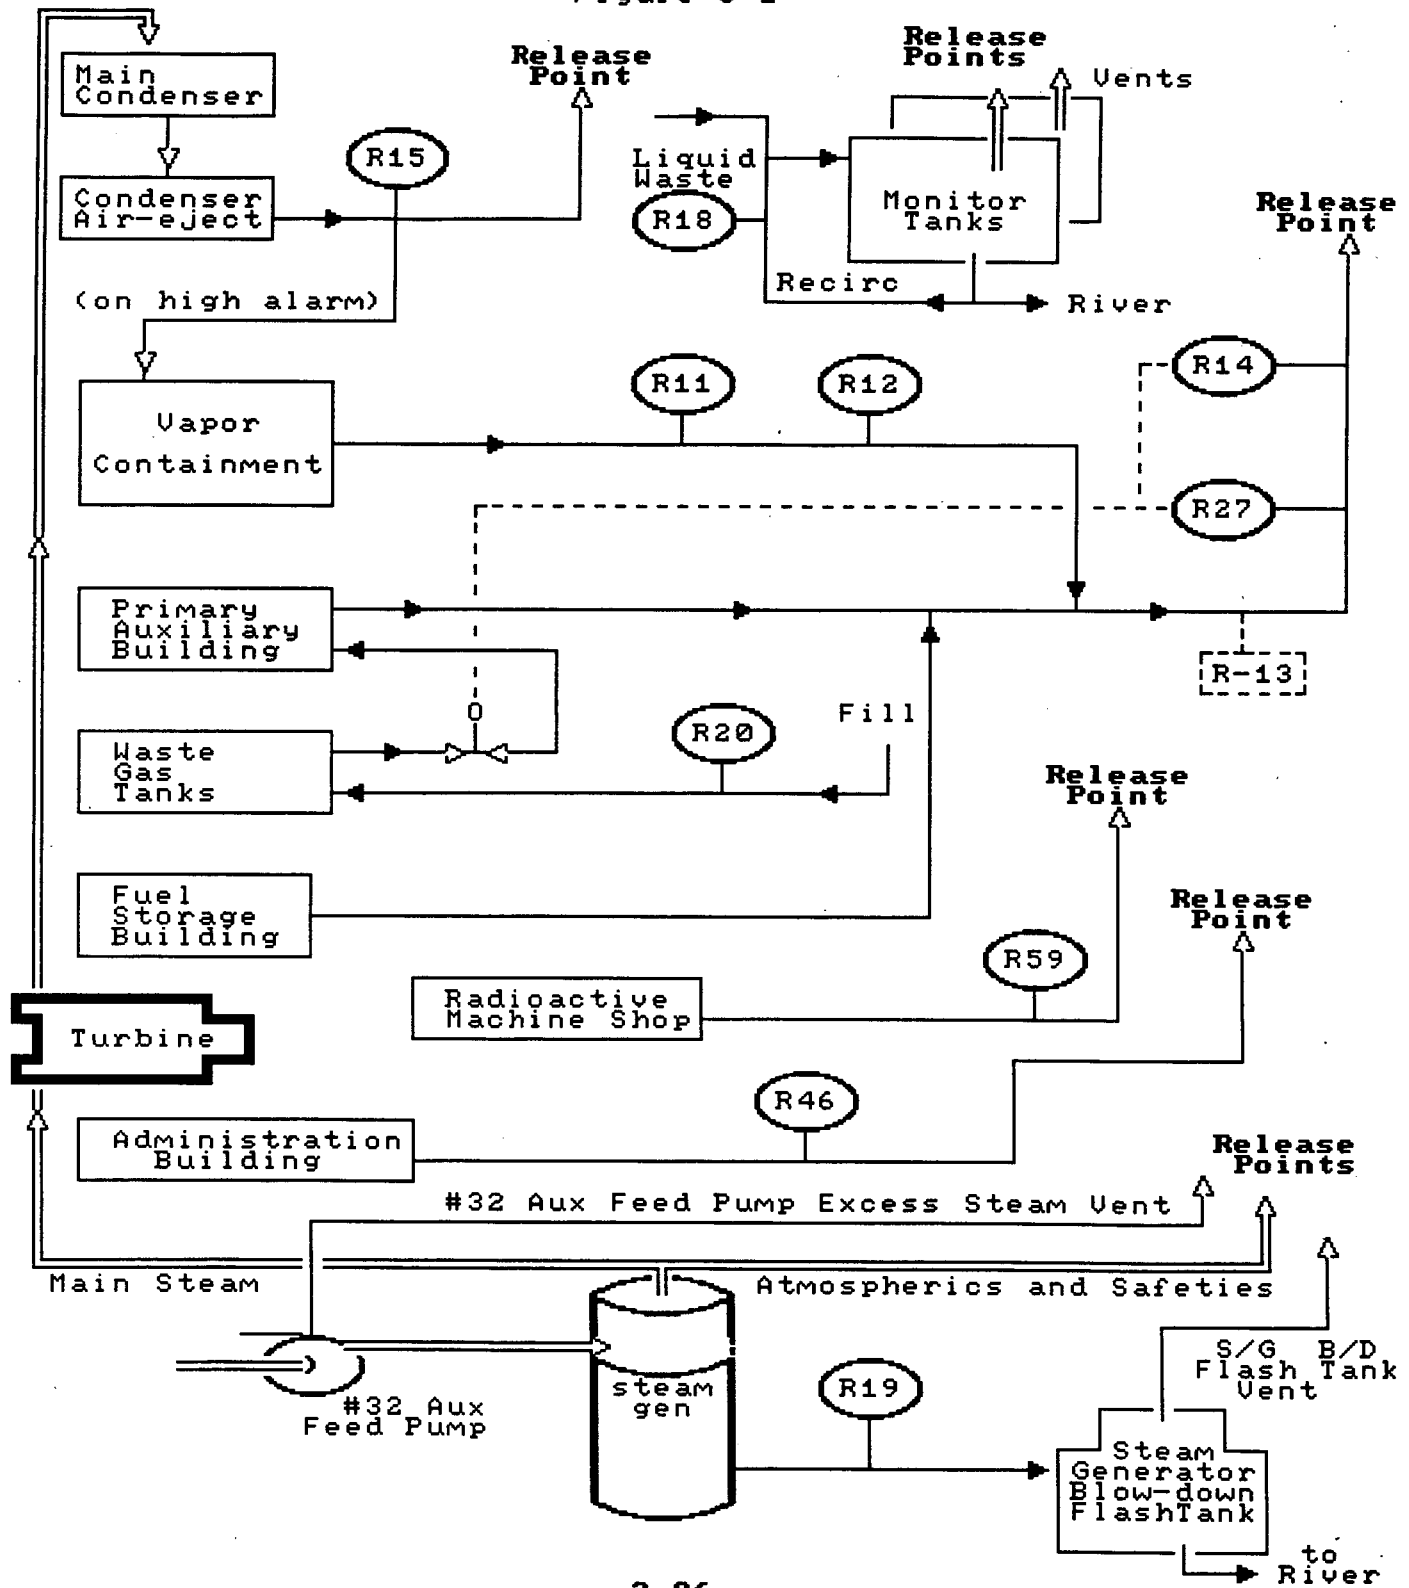 Release
Points
Vents
Release
Point
Main
Condenser
R15
Liquid
Waste
R18
Monitor
Tanks
Condenser
Air-eject
Release
Point
Recirc
River
(on high alarm)
R14
R11
R12
Vapor
Containment
R27
Primary
Auxiliary
Building
R-13
Fill
R20
Waste
Gas
Tanks
Release
Point
Fuel
Storage
Building
Release
Point
R59
Radioactive
Machine Shop
Turbine
R46
Administration
Building
Release
Points
#32 Aux Feed Pump Excess Steam Vent
Main Steam
Atmospherics and Safeties
S/G B/D
Flash Tank
Vent
steam
gen
R19
#32 Aux
Feed Pump
Steam
Generator
Blow-down
FlashTank
to
River